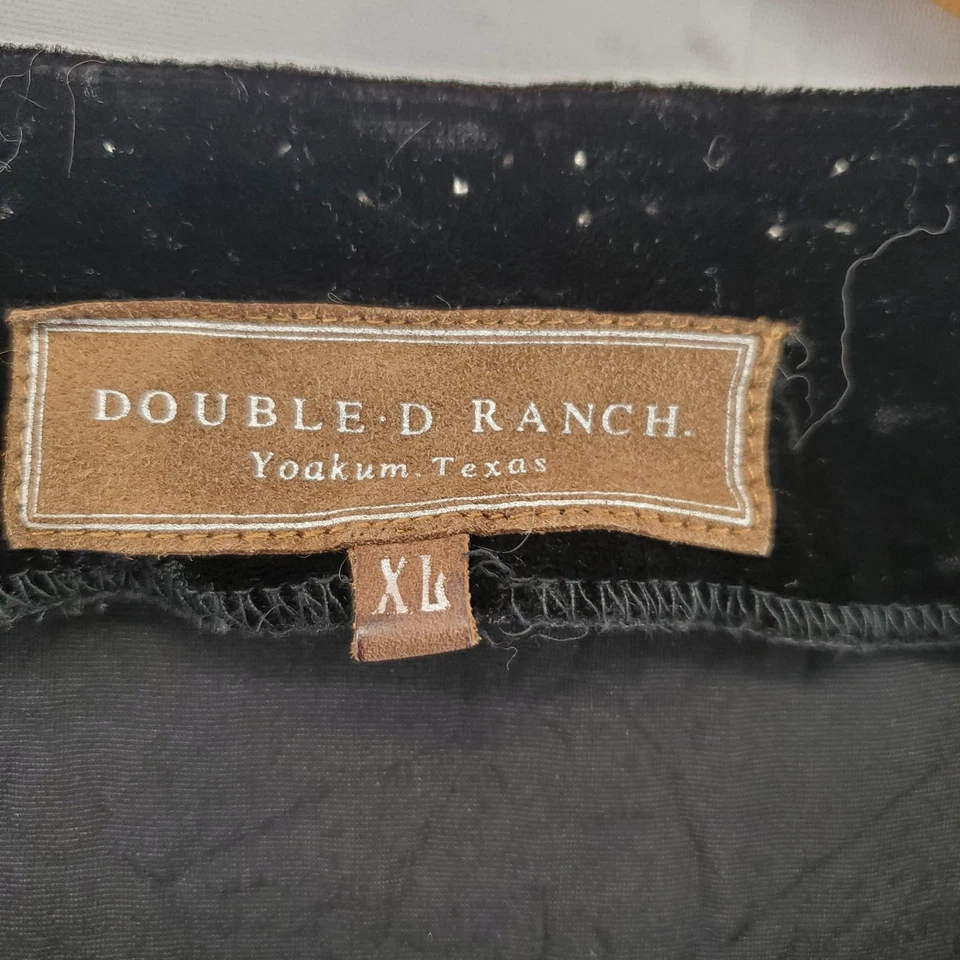 DOUBLE·D RANCH.
Yoakum. Texas
XL